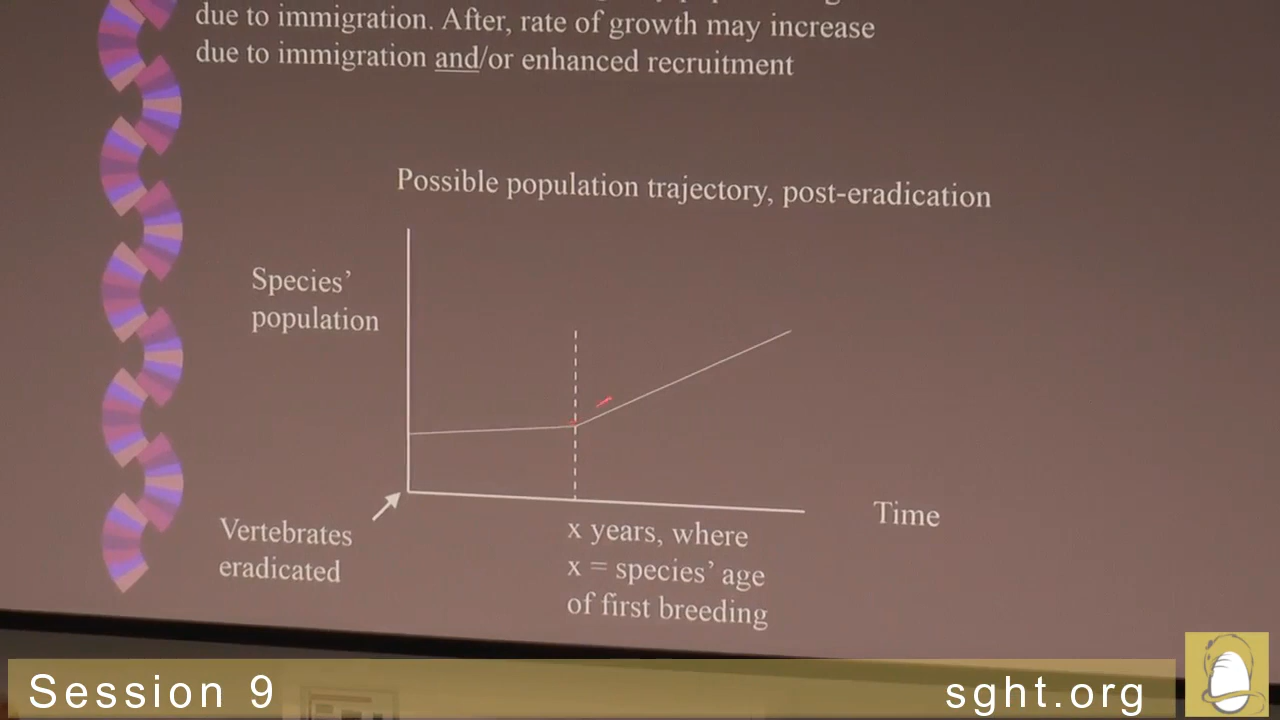 due to immigration. After, rate of growth may increase
due to immigration and/or enhanced recruitment
Possible population trajectory, post-eradication
Species’
population
Time
Vertebrates
eradicated
x years, where
x = species’ age
of first breeding
Session 9
sght.org